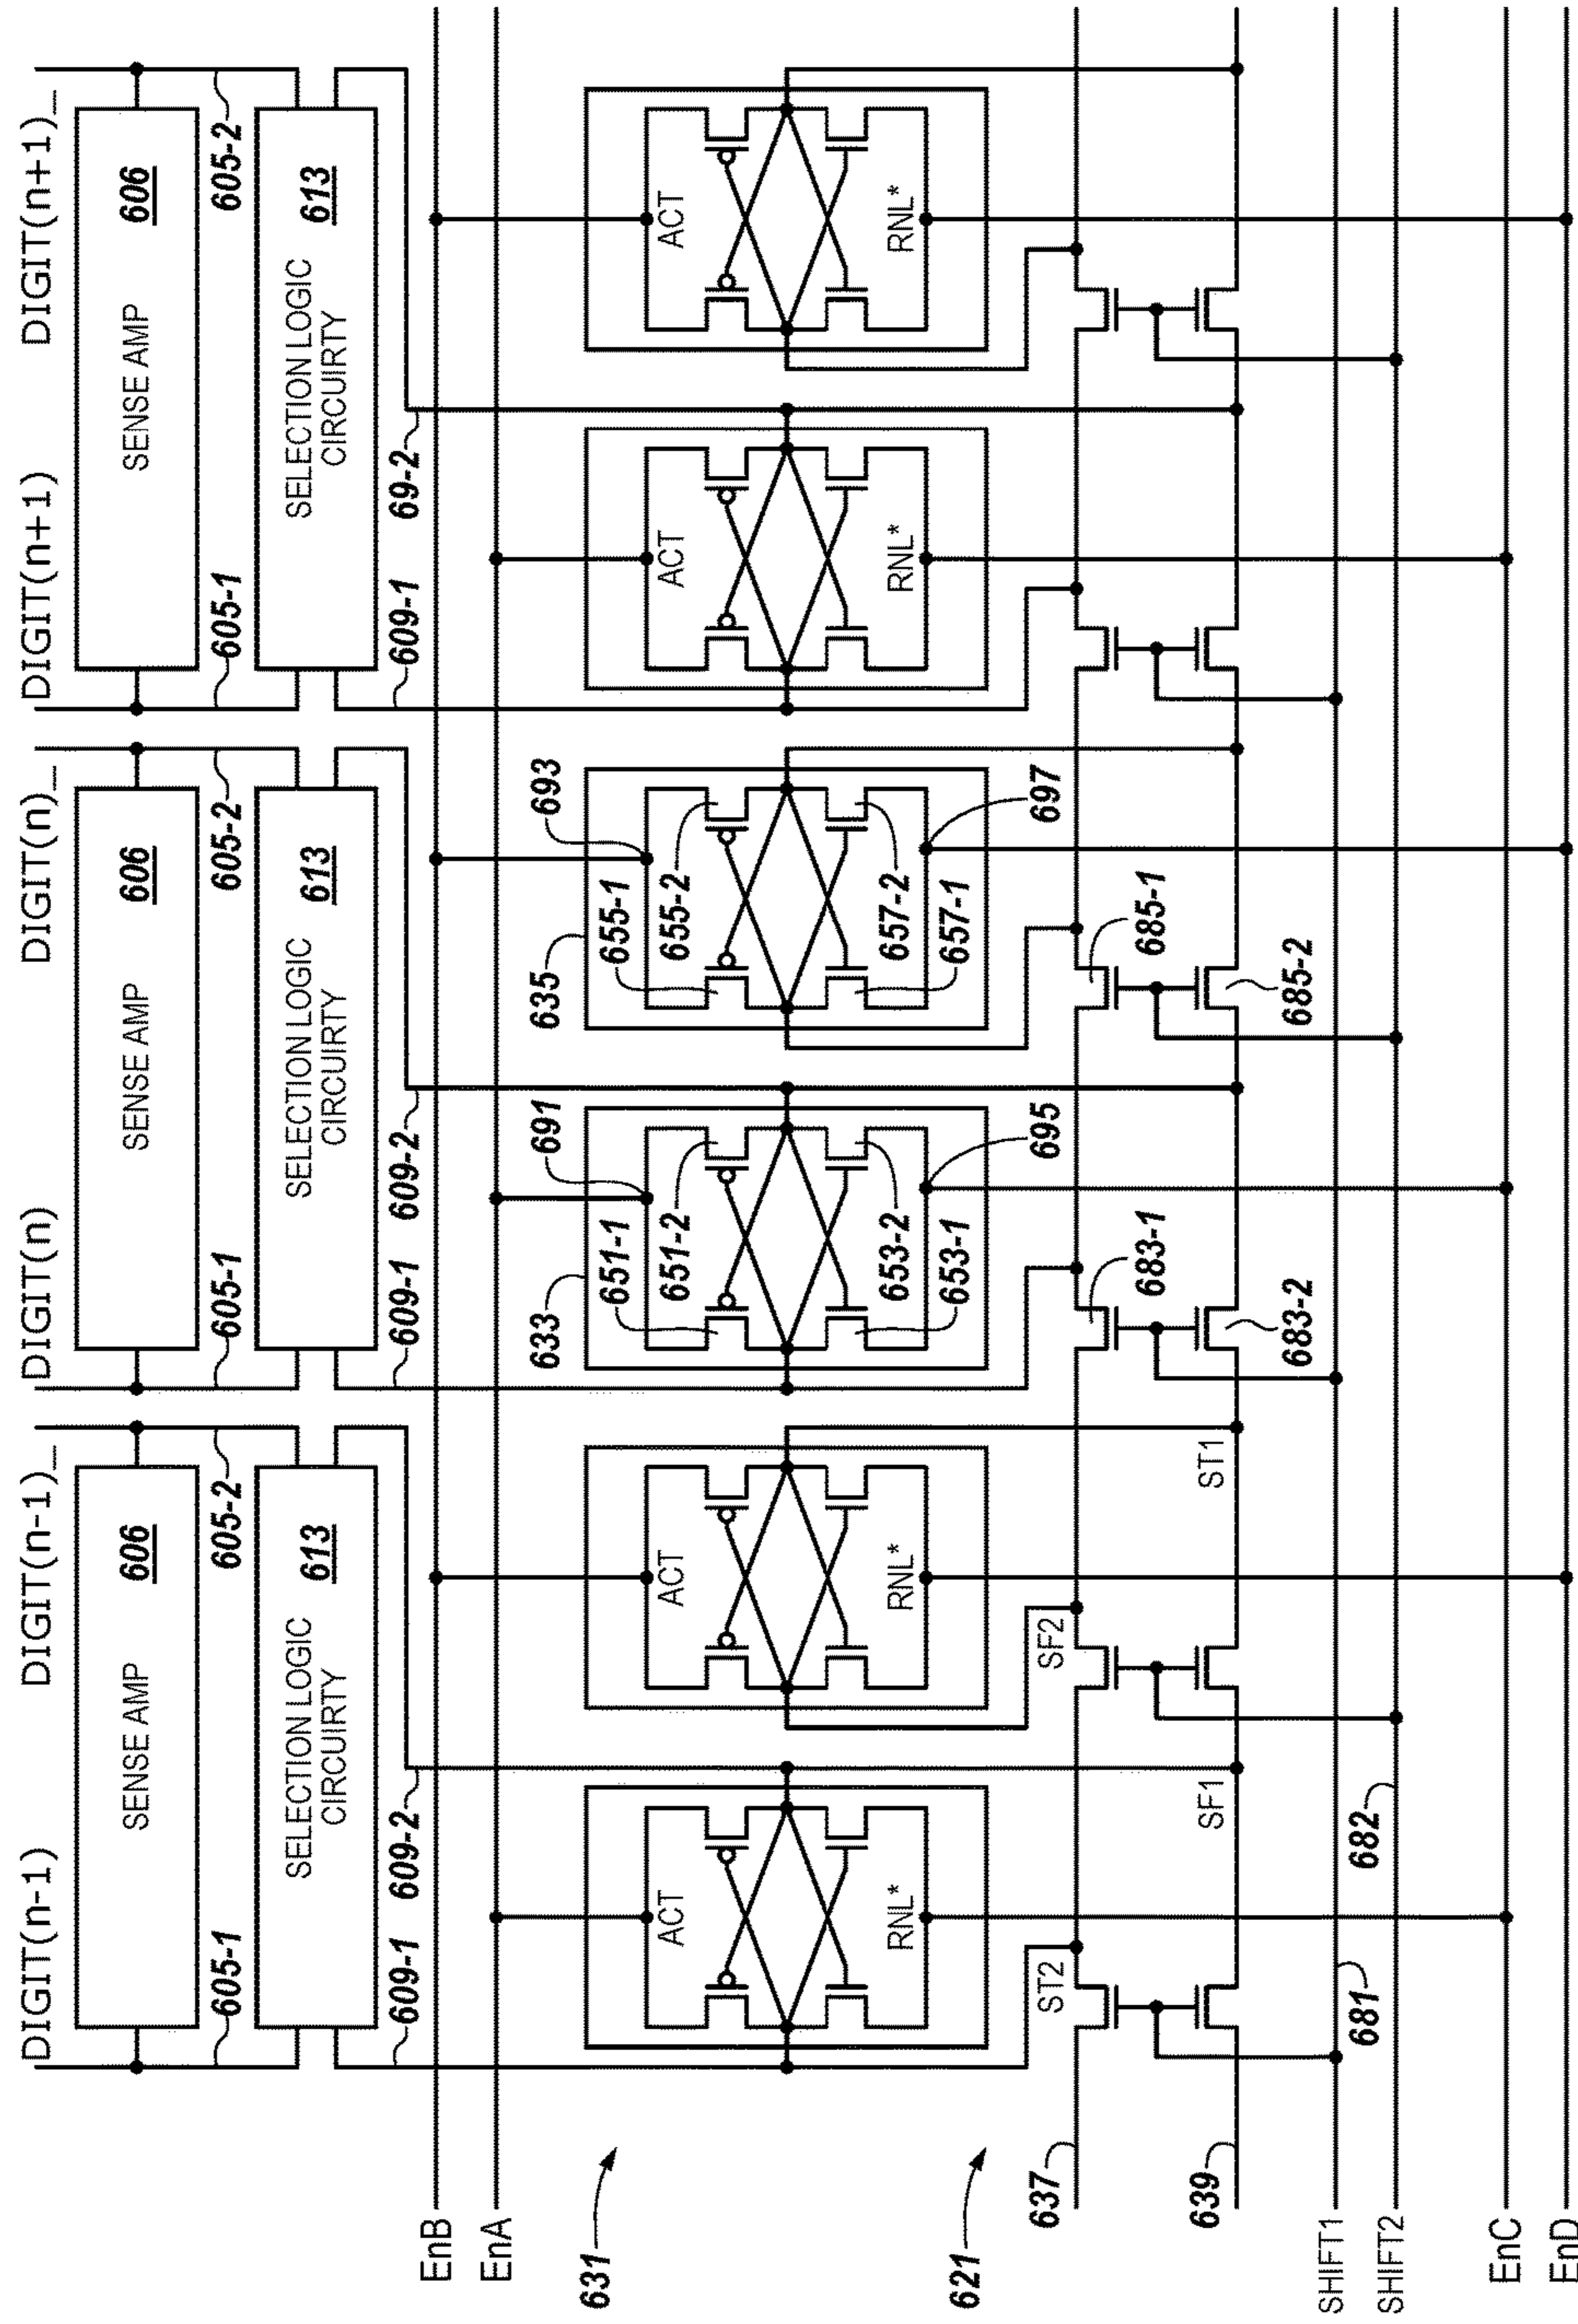 DIGIT(n-1)
DIGIT(n-1)_
DIGIT(n)
DIGIT(n)_
DIGIT(n+1)
DIGIT(n+1)_
SENSE AMP
606
SENSE AMP
606
SENSE AMP
606
605-1
605-2
605-1
605-2
605-1
605-2
SELECTION LOGIC
CIRCUIRTY
613
SELECTION LOGIC
CIRCUIRTY
613
SELECTION LOGIC
CIRCUIRTY
613
609-1
609-2
609-1
609-2
609-1
69-2
EnB
EnA
631
ACT
RNL*
ACT
RNL*
633
691
651-1
651-2
653-2
653-1
695
635
693
655-1
655-2
657-2
657-1
697
ACT
RNL*
ACT
RNL*
621
637
ST2
SF2
683-1
685-1
639
SF1
ST1
683-2
685-2
SHIFT1
681
SHIFT2
682
EnC
EnD